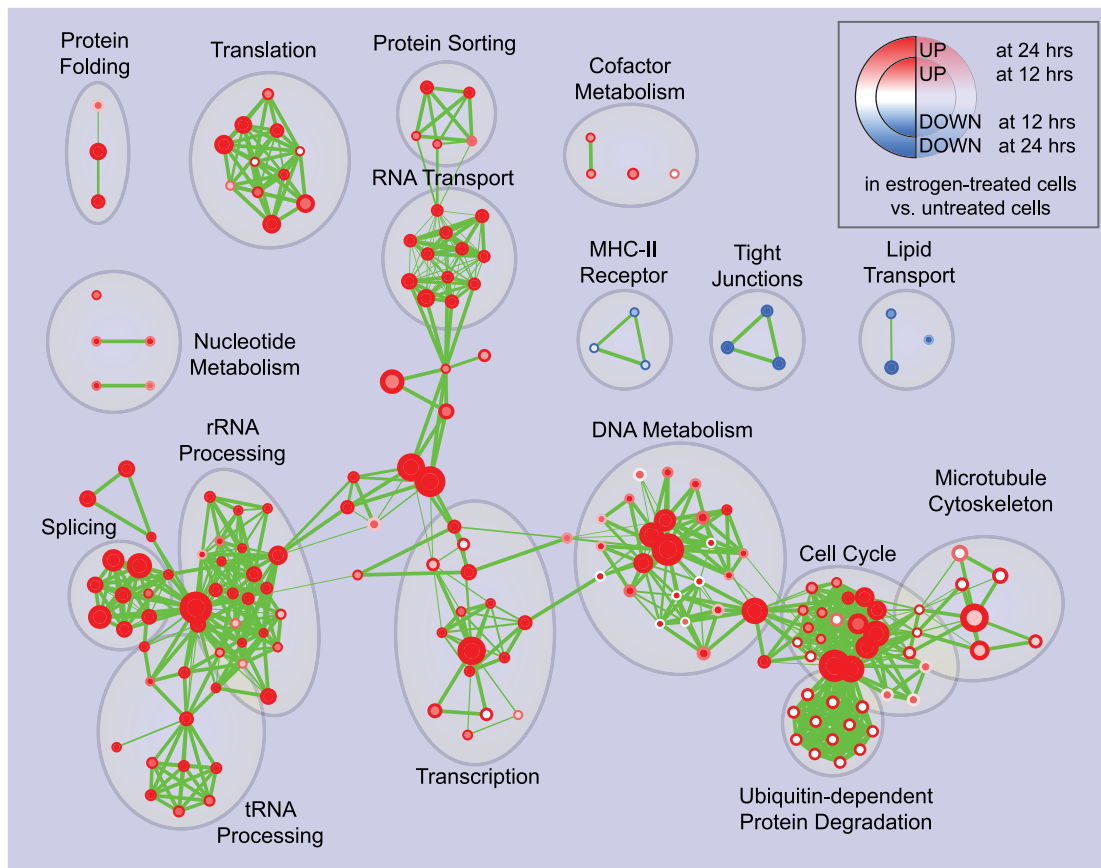 Protein
Folding
Translation
Protein Sorting
Cofactor
Metabolism
UP at 24 hrs
UP at 12 hrs
DOWN at 12 hrs
DOWN at 24 hrs
in estrogen-treated cells
vs. untreated cells
RNA Transport
MHC-II
Receptor
Tight
Junctions
Lipid
Transport
Nucleotide
Metabolism
rRNA
Processing
DNA Metabolism
Microtubule
Cytoskeleton
Splicing
Cell Cycle
Transcription
tRNA
Processing
Ubiquitin-dependent
Protein Degradation